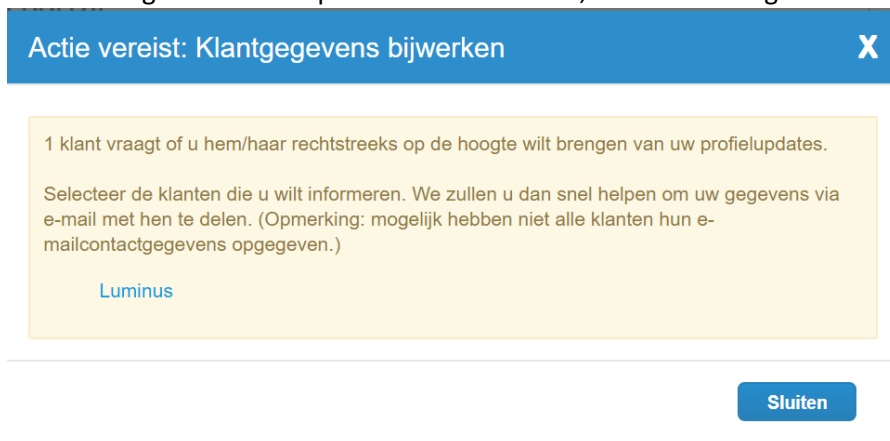 Actie vereist: Klantgegevens bijwerken
X
1 klant vraagt of u hem/haar rechtstreeks op de hoogte wilt brengen van uw profielupdates.
Selecteer de klanten die u wilt informeren. We zullen u dan snel helpen om uw gegevens via
e-mail met hen te delen. (Opmerking: mogelijk hebben niet alle klanten hun e-
mailcontactgegevens opgegeven.)
Luminus
Sluiten